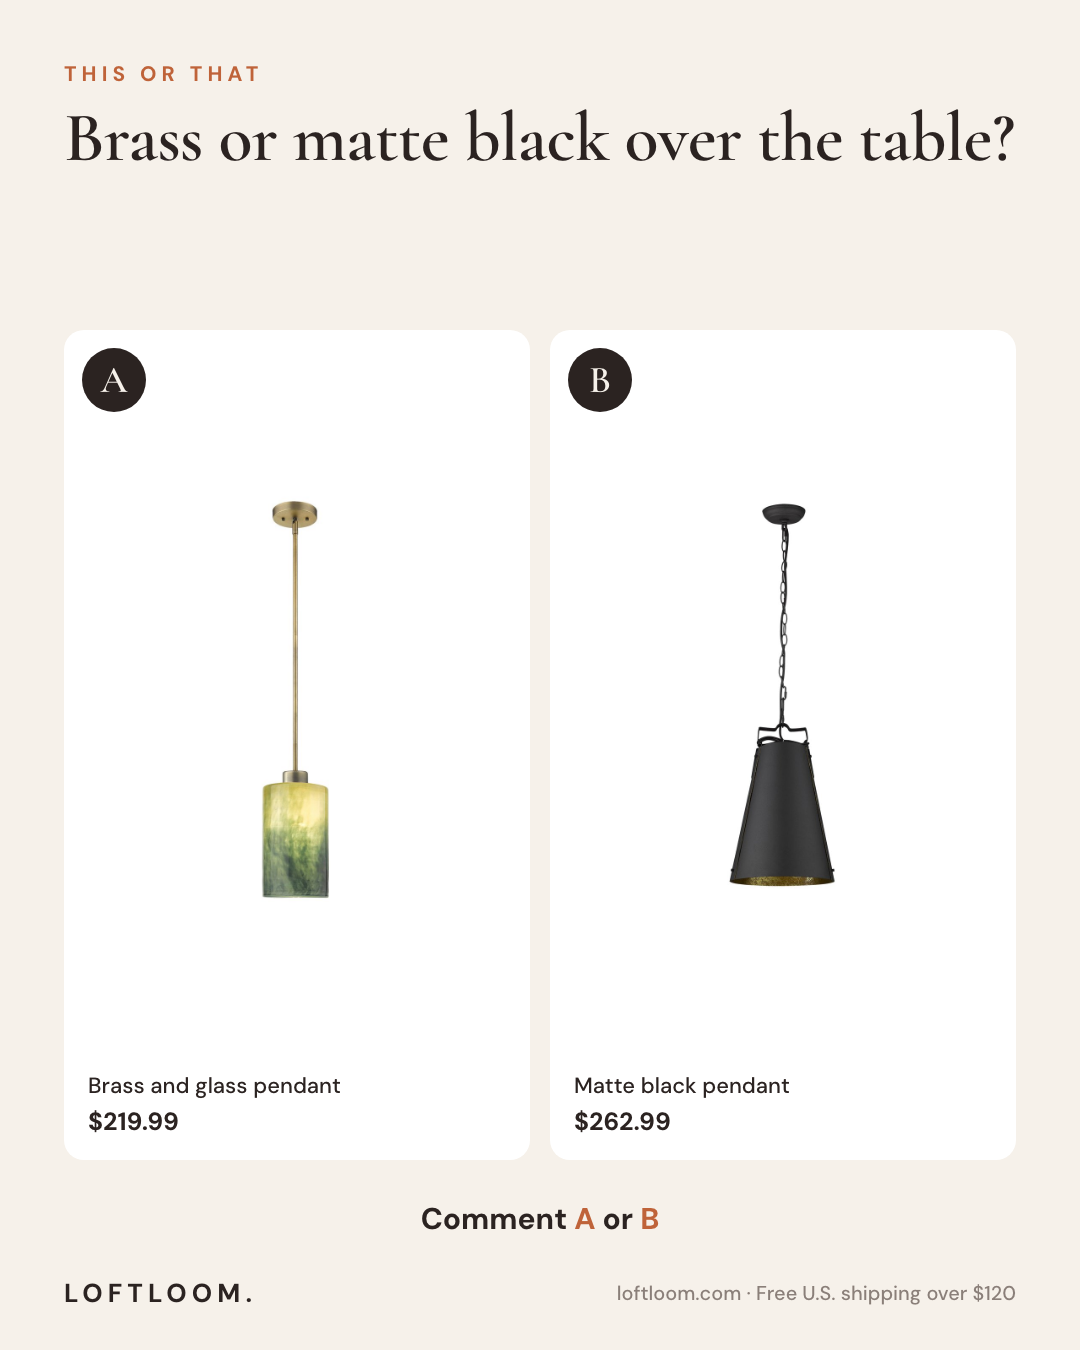 THIS OR THAT
Brass or matte black over the table?
A
B
Brass and glass pendant
$219.99
Matte black pendant
$262.99
Comment A or B
LOFTLOOM.
loftloom.com · Free U.S. shipping over $120